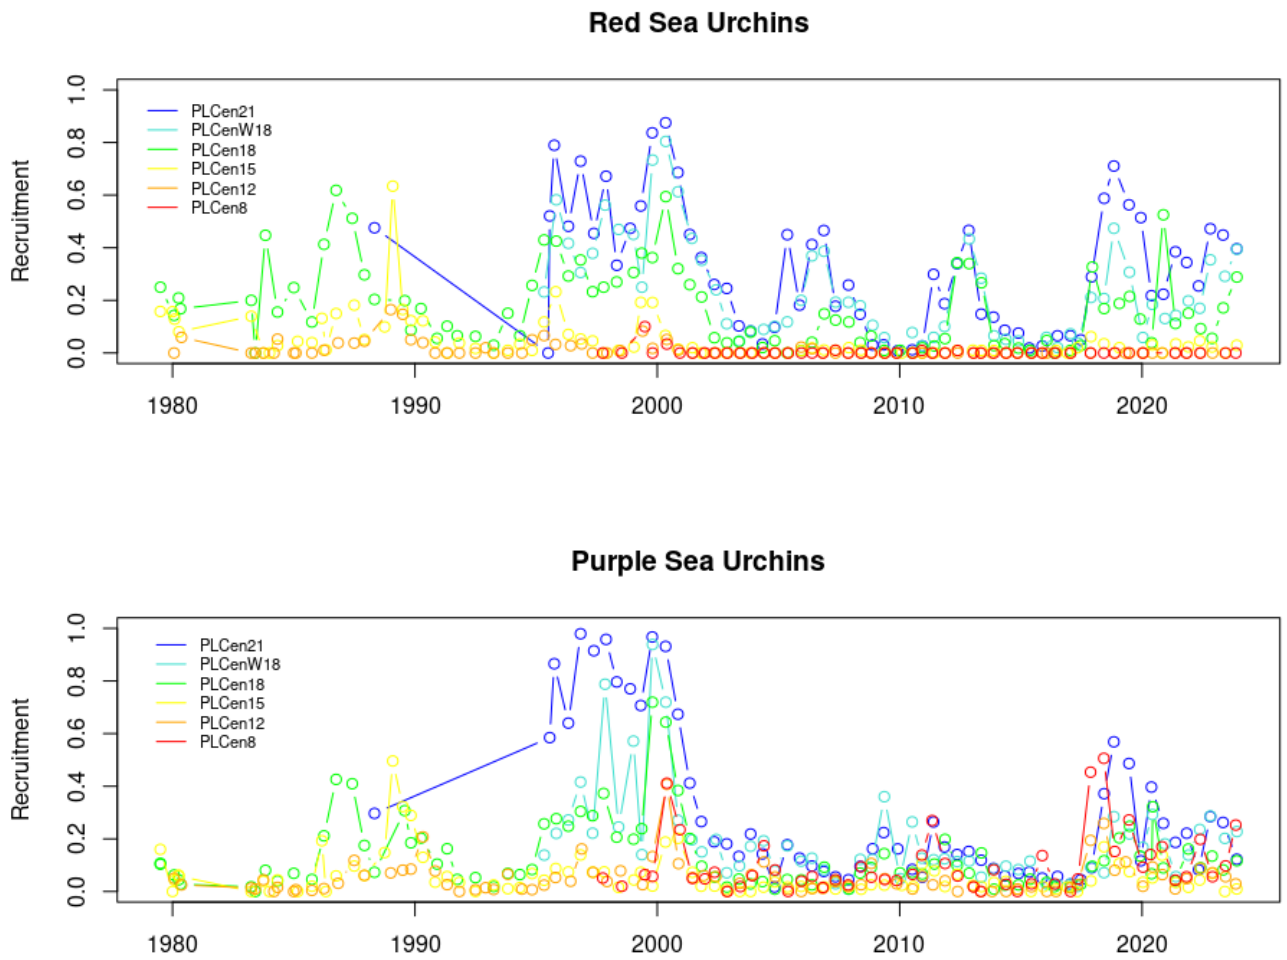 Red Sea Urchins
Recruitment
1.0
0.8
0.6
0.4
0.2
0.0
PLCen21
PLCenW18
PLCen18
PLCen15
PLCen12
PLCen8
1980 1990 2000 2010 2020
Purple Sea Urchins
Recruitment
1.0
0.8
0.6
0.4
0.2
0.0
PLCen21
PLCenW18
PLCen18
PLCen15
PLCen12
PLCen8
1980 1990 2000 2010 2020